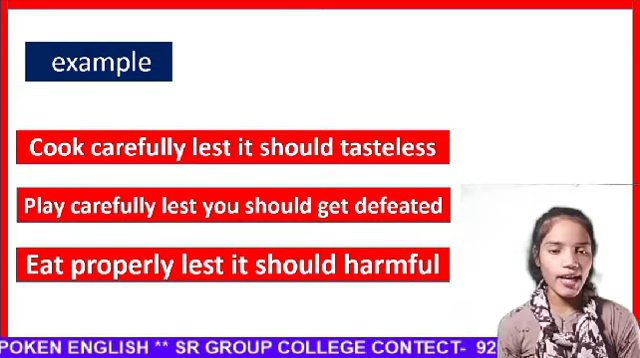 example
Cook carefully lest it should tasteless
Play carefully lest you should get defeated
Eat properly lest it should harmful
POKEN ENGLISH ** SR GROUP COLLEGE CONTECT- 92